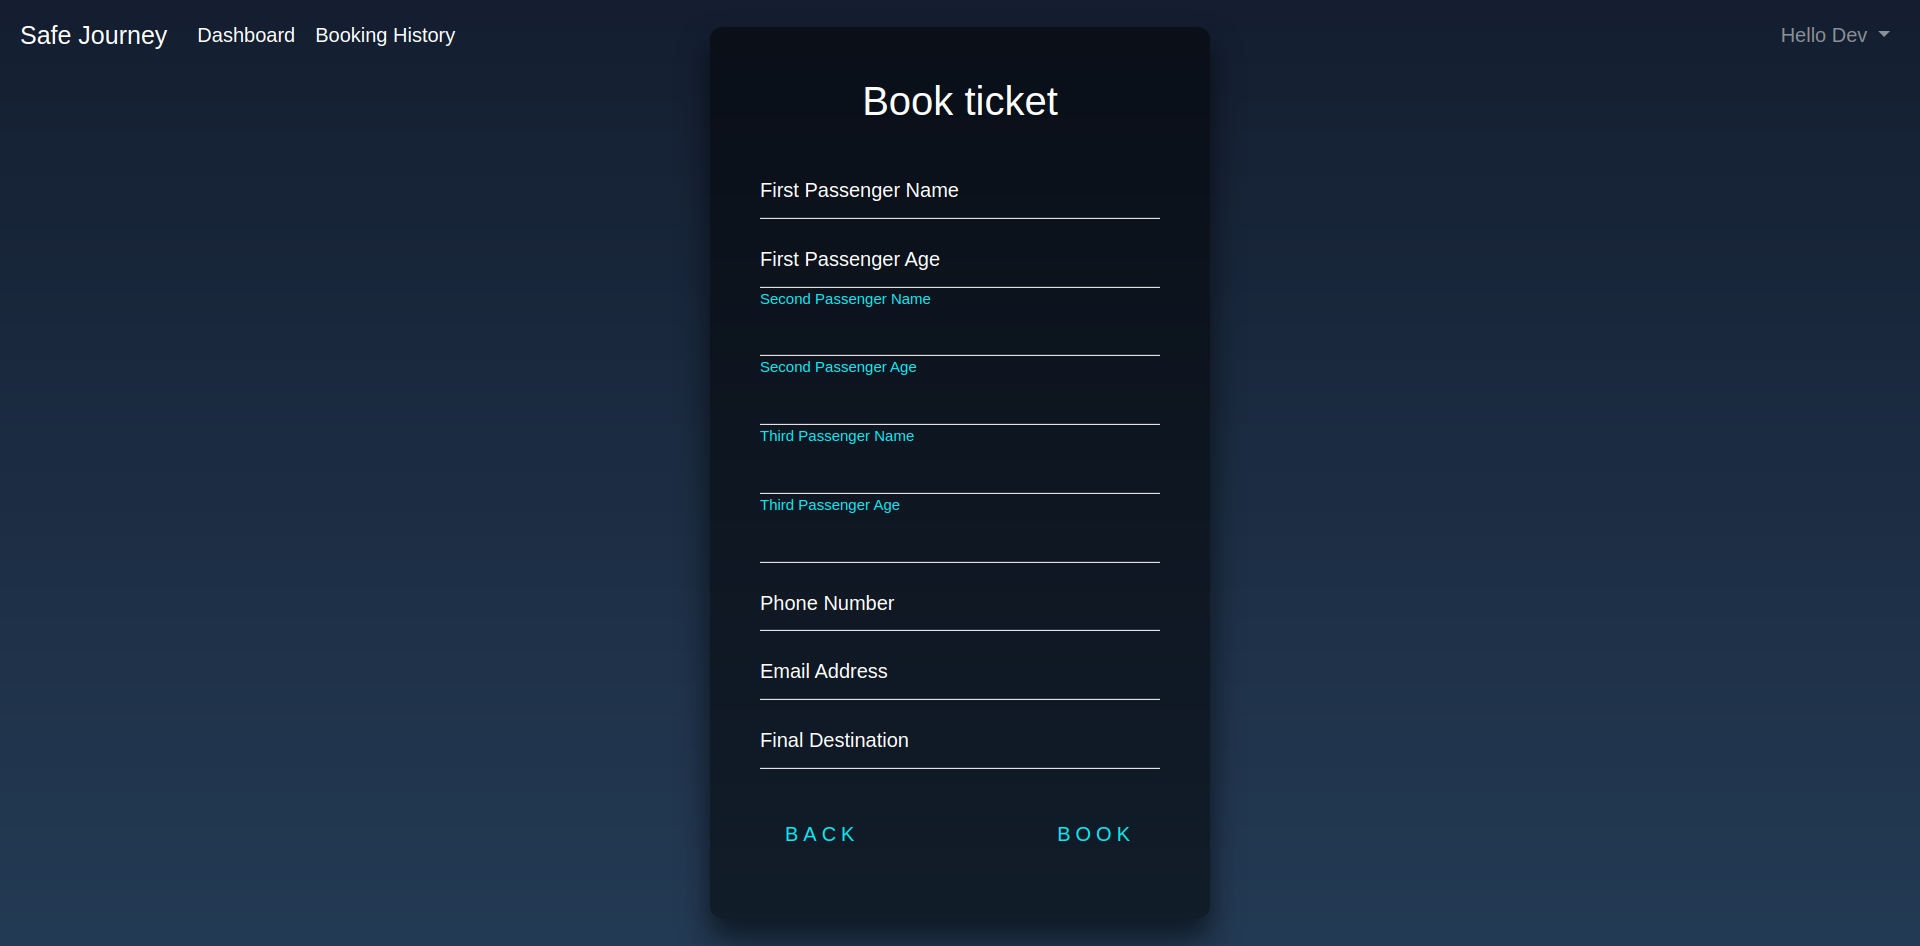 Safe Journey Dashboard Booking History Hello Dev
Book ticket
First Passenger Name
First Passenger Age
Second Passenger Name
Second Passenger Age
Third Passenger Name
Third Passenger Age
Phone Number
Email Address
Final Destination
BACK BOOK